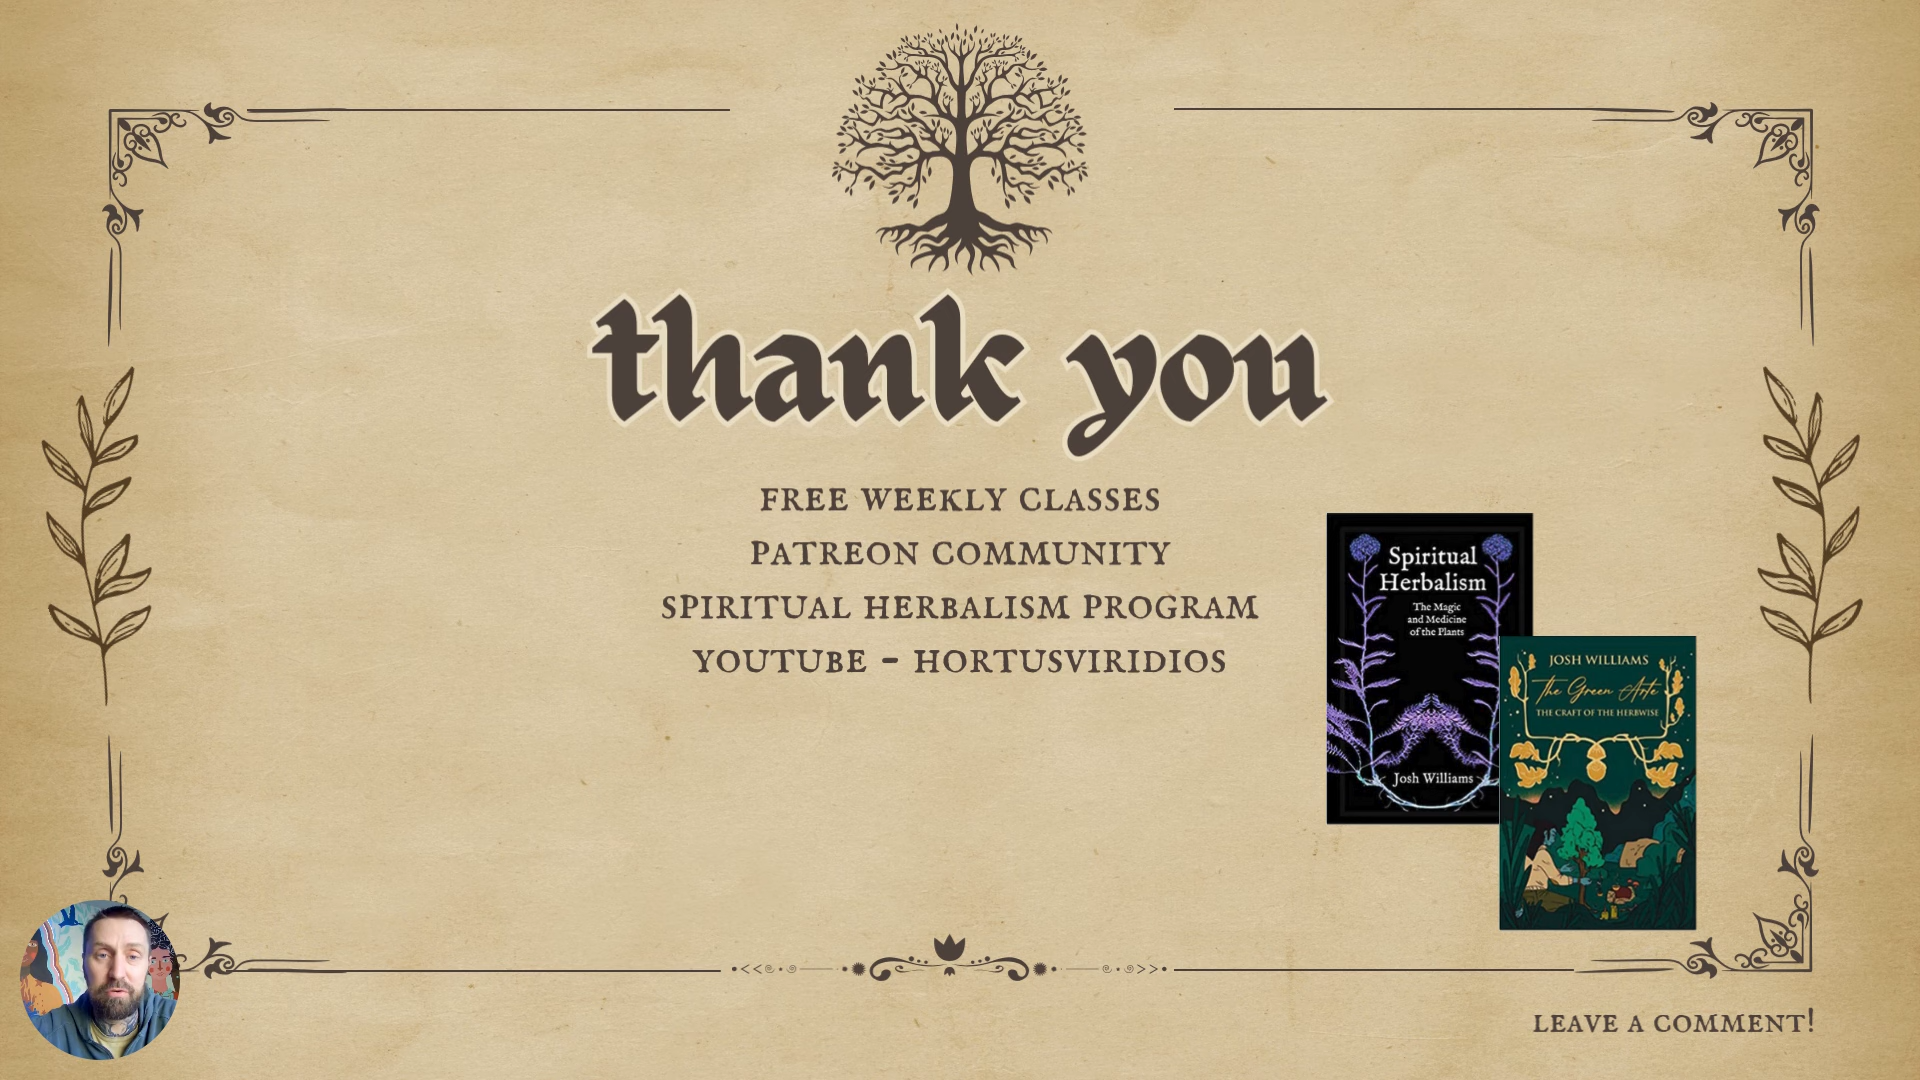 thank you
FREE WEEKLY CLASSES
PATREON COMMUNITY
SPIRITUAL HERBALISM PROGRAM
YOUTUBE - HORTUSVIRIDIOS
Spiritual
Herbalism
The Magic
and Medicine
of the Plants
Josh Williams
JOSH WILLIAMS
The Green Arte
THE CRAFT OF THE HERBWISE
LEAVE A COMMENT!